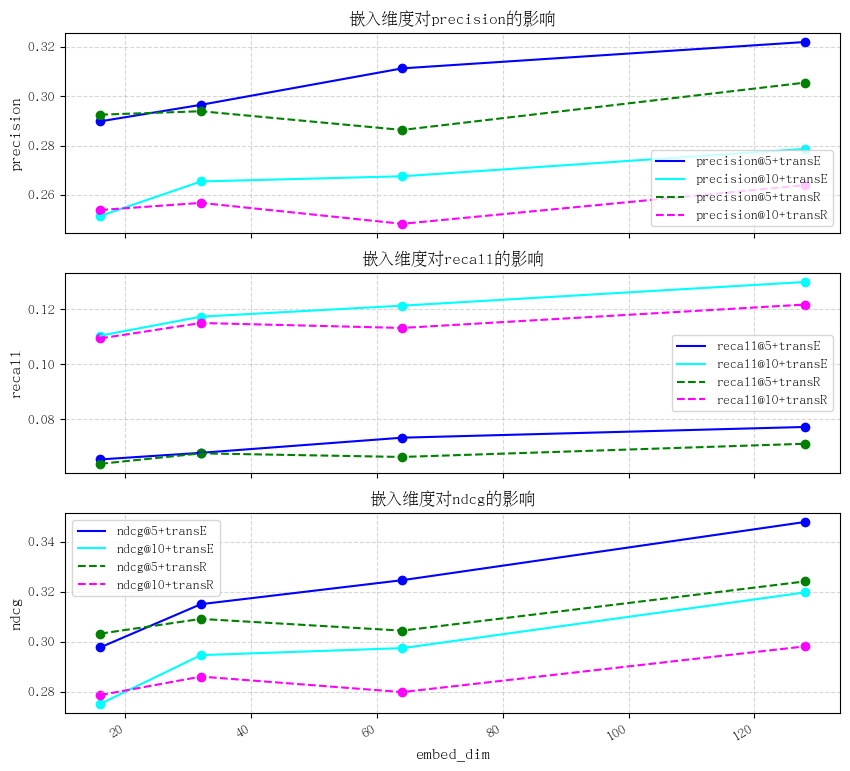 嵌入维度对precision的影响
0.32
0.30
0.28
0.26
precision
precision@5+transE
precision@10+transE
precision@5+transR
precision@10+transR
嵌入维度对recall的影响
0.12
0.10
0.08
recall
recall@5+transE
recall@10+transE
recall@5+transR
recall@10+transR
嵌入维度对ndcg的影响
0.34
0.32
0.30
0.28
ndcg
ndcg@5+transE
ndcg@10+transE
ndcg@5+transR
ndcg@10+transR
20
40
60
80
100
120
embed_dim